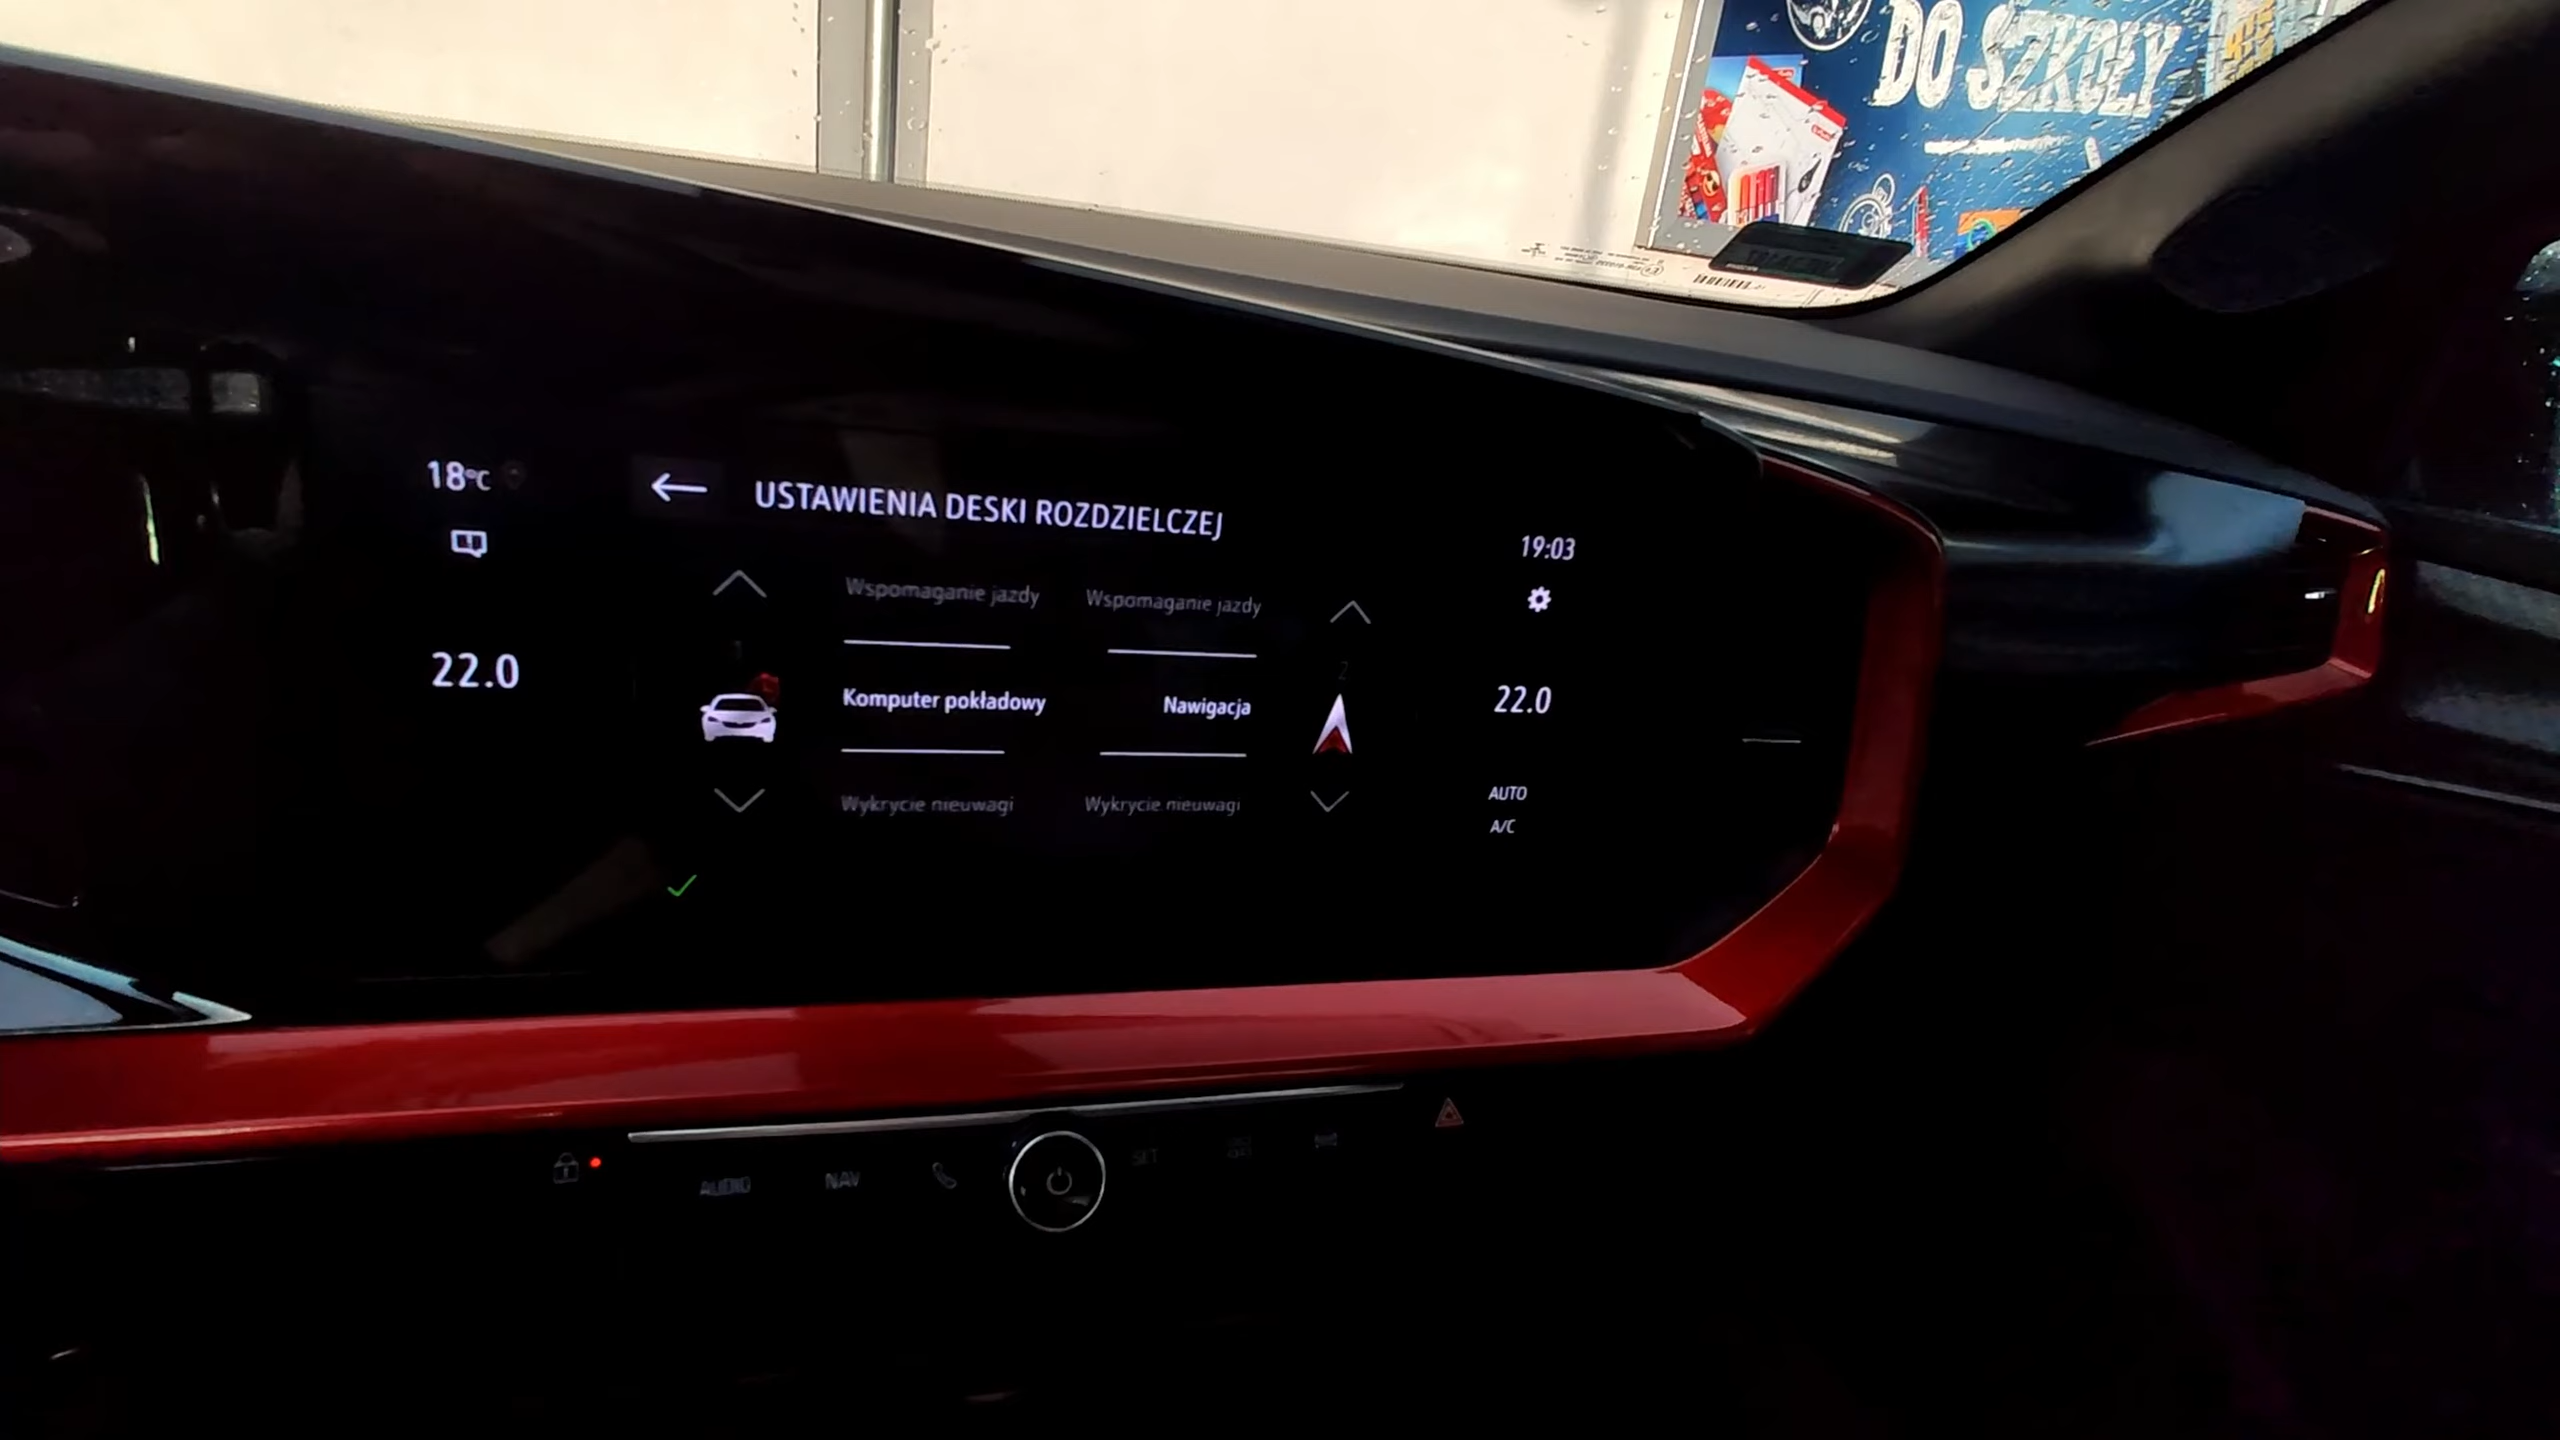 DO SZKOŁY
18°C
USTAWIENIA DESKI ROZDZIELCZEJ
19:03
Wspomaganie jazdy
Wspomaganie jazdy
22.0
Komputer pokładowy
Nawigacja
22.0
Wykrycie nieuwagi
Wykrycie nieuwagi
AUTO
A/C
AUDIO
NAV
SET